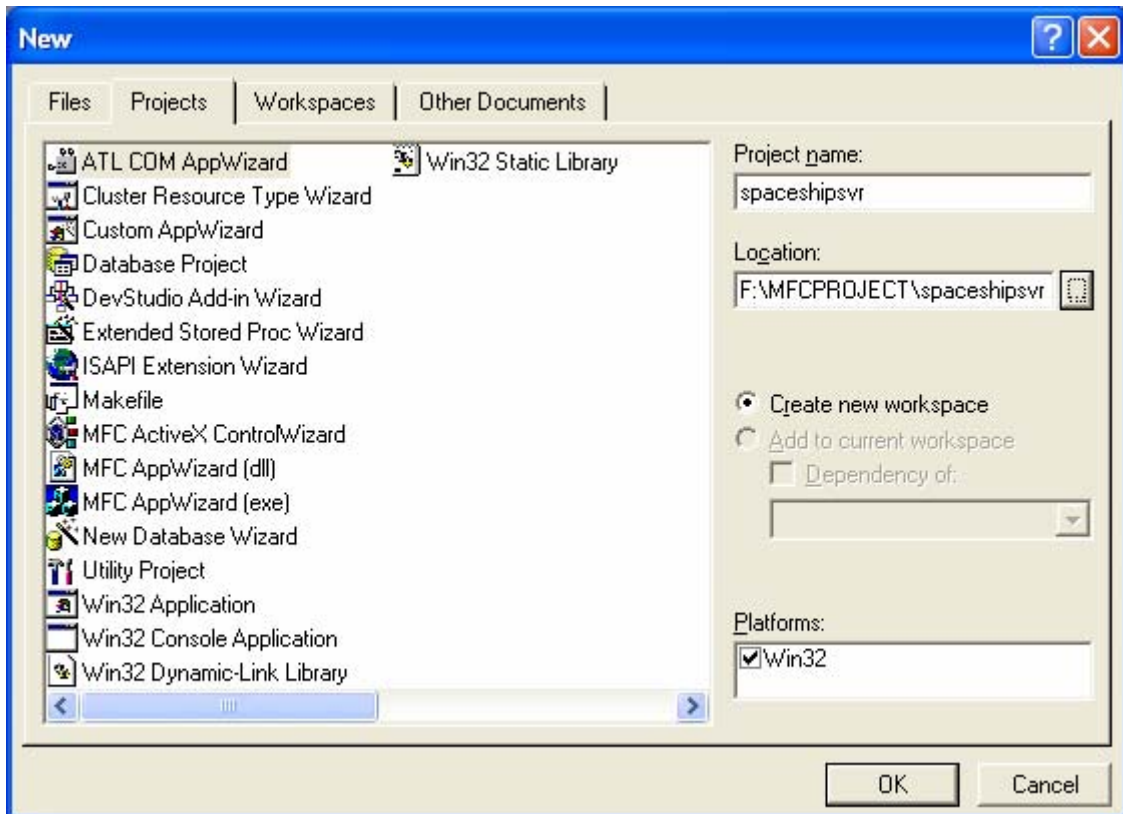 New
Files Projects Workspaces Other Documents
ATL COM AppWizard
Cluster Resource Type Wizard
Custom AppWizard
Database Project
DevStudio Add-in Wizard
Extended Stored Proc Wizard
ISAPI Extension Wizard
Makefile
MFC ActiveX ControlWizard
MFC AppWizard (dll)
MFC AppWizard (exe)
New Database Wizard
Utility Project
Win32 Application
Win32 Console Application
Win32 Dynamic-Link Library
Win32 Static Library
Project name:
spaceshipsvr
Location:
F:\MFCPROJECT\spaceshipsvr
...
Create new workspace
Add to current workspace
Dependency of:
Platforms:
Win32
OK Cancel